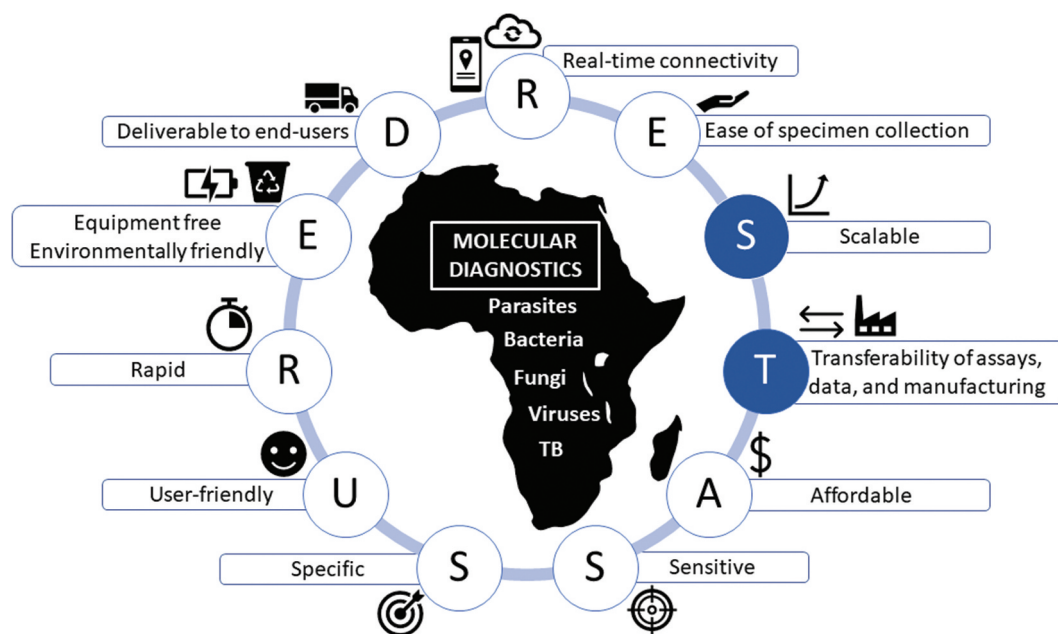 R
Real-time connectivity
E
Ease of specimen collection
S
Scalable
T
Transferability of assays,
data, and manufacturing
$
A
Affordable
S
Sensitive
S
Specific
U
User-friendly
R
Rapid
E
Equipment free
Environmentally friendly
D
Deliverable to end-users
MOLECULAR
DIAGNOSTICS
Parasites
Bacteria
Fungi
Viruses
TB